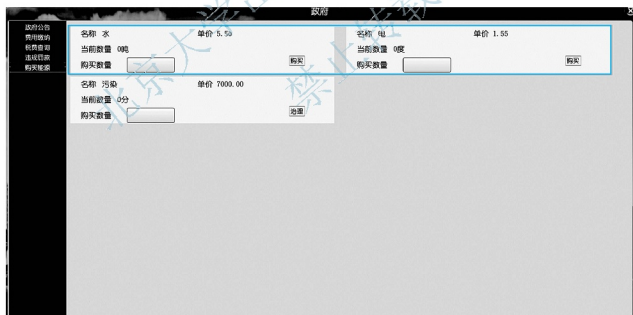 政府
政府公告
费用缴纳
税费查询
违规罚款
购买能源
名称 水 单价 5.50
当前数量 0吨
购买数量 购买
名称 电 单价 1.55
当前数量 0度
购买数量 购买
名称 污染 单价 7000.00
当前数量 0分
购买数量 治理